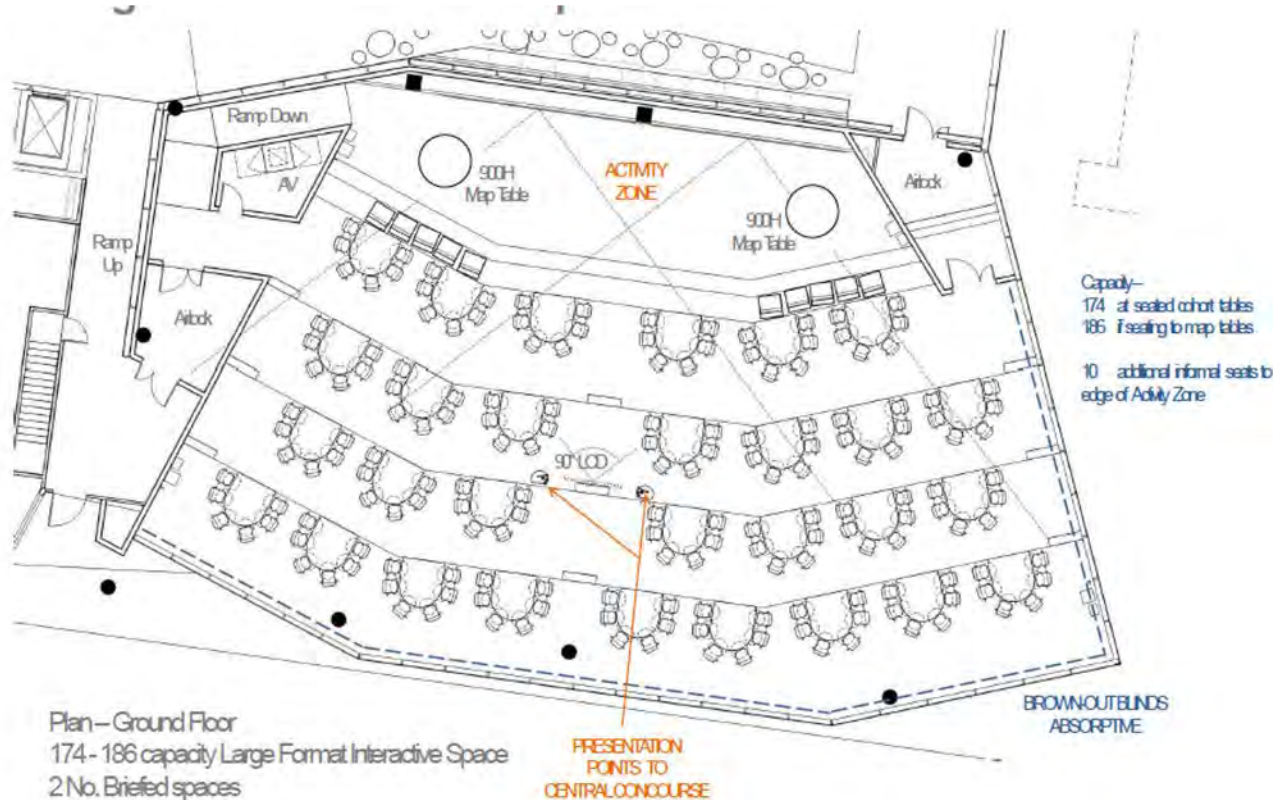 Ramp Down
AV
900H
Map Table
ACTIVITY
ZONE
900H
Map Table
Airlock
Ramp
Up
Airlock
Capacity–
174 at seated cohort tables
186 if seating to map tables
10 additional informal seats to
edge of Activity Zone
90" LCD
BROWN-OUT BLINDS
ABSORPTIVE
Plan – Ground Floor
174 - 186 capacity Large Format Interactive Space
2 No. Briefed spaces
PRESENTATION
POINTS TO
CENTRAL CONCOURSE